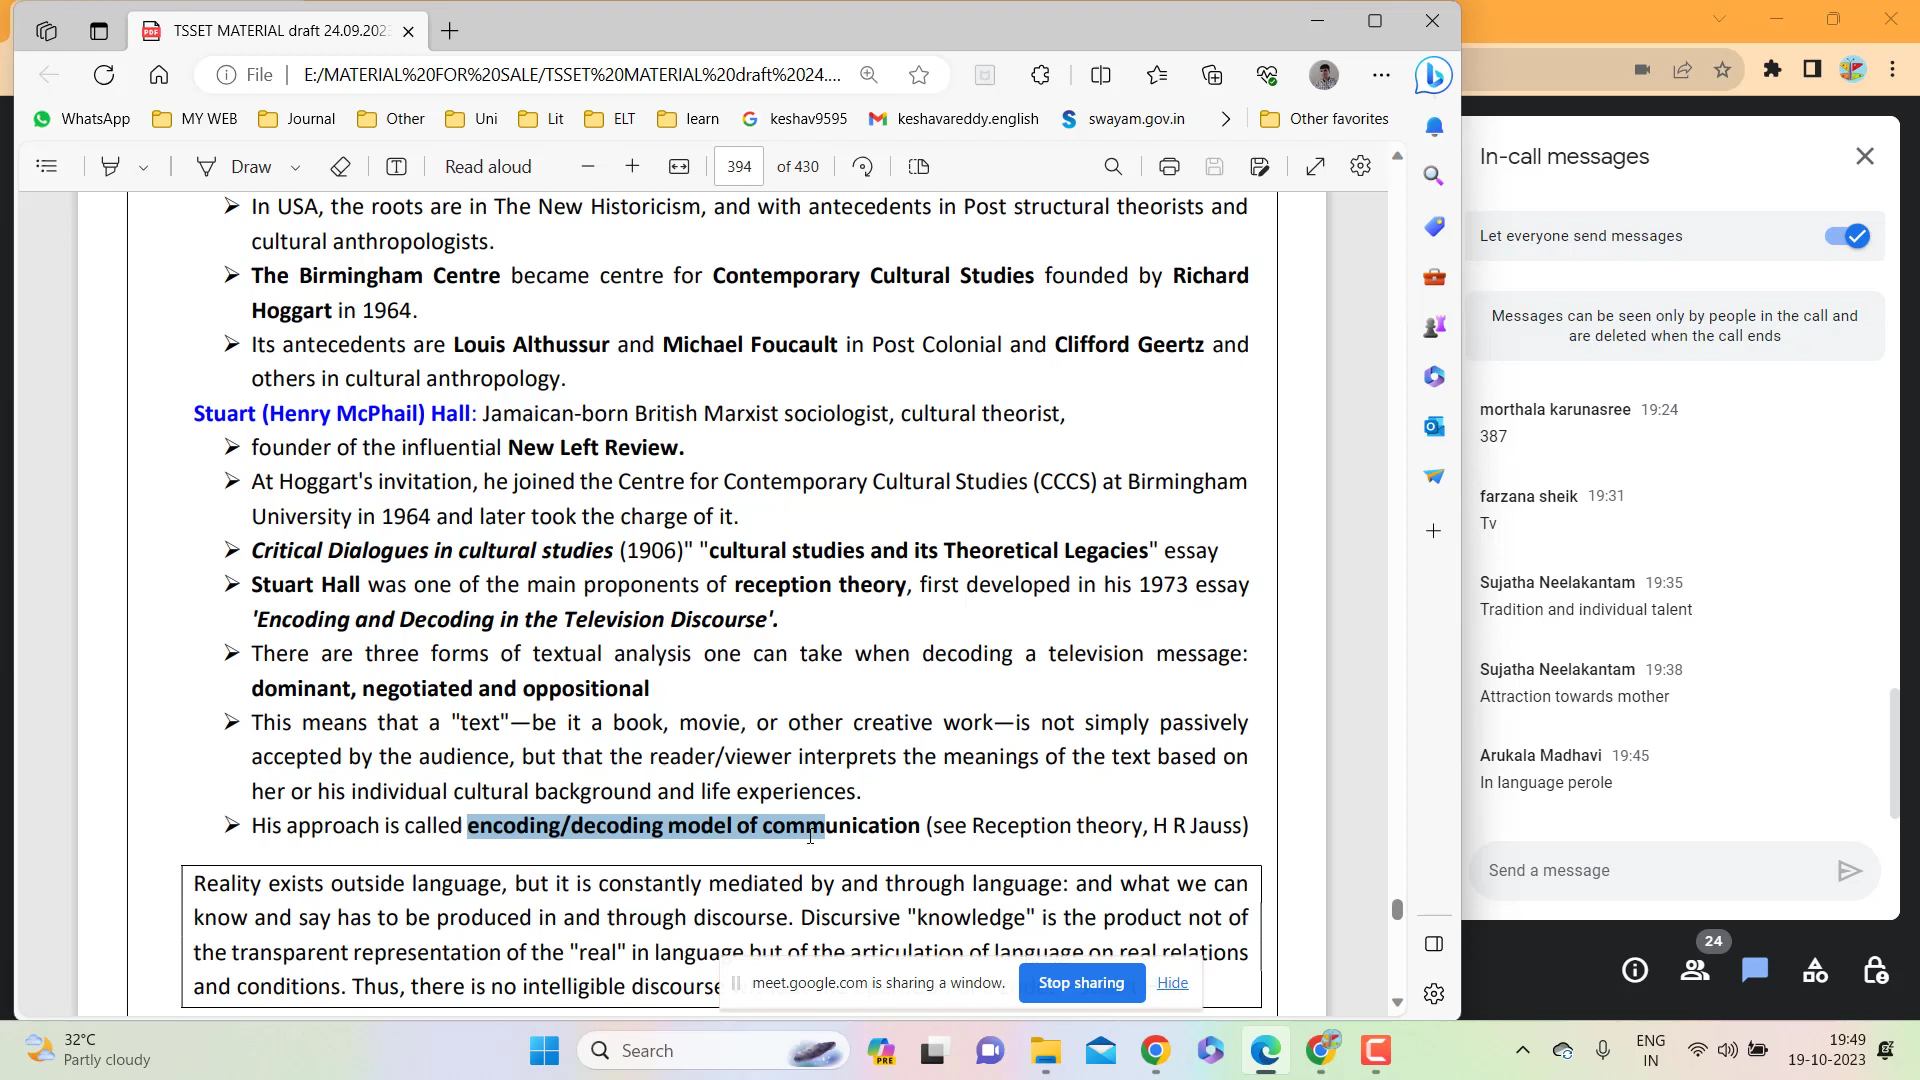 TSSET MATERIAL draft 24.09.202
File
E:/MATERIAL%20FOR%20SALE/TSSET%20MATERIAL%20draft%2024....
WhatsApp MY WEB Journal Other Uni Lit ELT learn keshav9595 keshavareddy.english swayam.gov.in Other favorites
Draw Read aloud 394 of 430
In USA, the roots are in The New Historicism, and with antecedents in Post structural theorists and
cultural anthropologists.
The Birmingham Centre became centre for Contemporary Cultural Studies founded by Richard
Hoggart in 1964.
Its antecedents are Louis Althussur and Michael Foucault in Post Colonial and Clifford Geertz and
others in cultural anthropology.
Stuart (Henry McPhail) Hall: Jamaican-born British Marxist sociologist, cultural theorist,
founder of the influential New Left Review.
At Hoggart's invitation, he joined the Centre for Contemporary Cultural Studies (CCCS) at Birmingham
University in 1964 and later took the charge of it.
Critical Dialogues in cultural studies (1906)" "cultural studies and its Theoretical Legacies" essay
Stuart Hall was one of the main proponents of reception theory, first developed in his 1973 essay
'Encoding and Decoding in the Television Discourse'.
There are three forms of textual analysis one can take when decoding a television message:
dominant, negotiated and oppositional
This means that a "text"—be it a book, movie, or other creative work—is not simply passively
accepted by the audience, but that the reader/viewer interprets the meanings of the text based on
her or his individual cultural background and life experiences.
His approach is called encoding/decoding model of communication (see Reception theory, H R Jauss)
Reality exists outside language, but it is constantly mediated by and through language: and what we can
know and say has to be produced in and through discourse. Discursive "knowledge" is the product not of
the transparent representation of the "real" in language but of the articulation of language on real relations
and conditions. Thus, there is no intelligible discourse
meet.google.com is sharing a window. Stop sharing Hide
In-call messages
Let everyone send messages
Messages can be seen only by people in the call and
are deleted when the call ends
morthala karunasree 19:24
387
farzana sheik 19:31
Tv
Sujatha Neelakantam 19:35
Tradition and individual talent
Sujatha Neelakantam 19:38
Attraction towards mother
Arukala Madhavi 19:45
In language perole
Send a message
24
32°C
Partly cloudy
Search
PRE
ENG
IN
19:49
19-10-2023